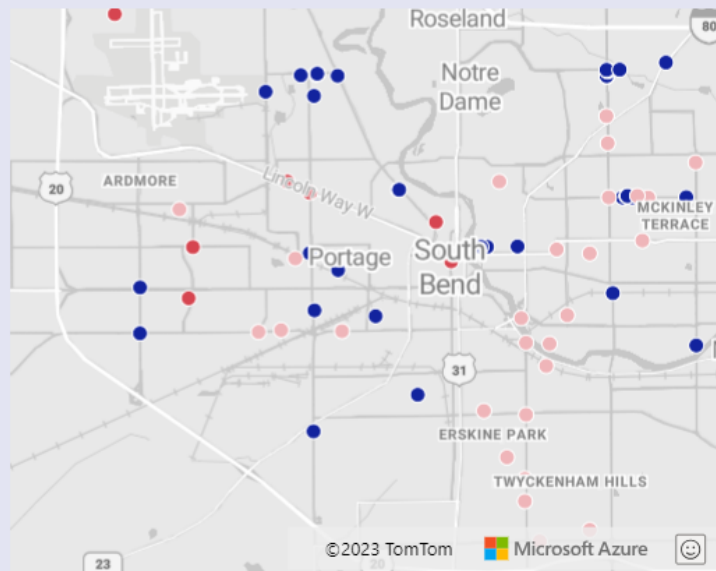 Roseland
80
Notre
Dame
Lincoln Way W
ARDMORE
20
MCKINLEY
TERRACE
Portage
South
Bend
31
ERSKINE PARK
TWYCKENHAM HILLS
©2023 TomTom
Microsoft Azure
23
20